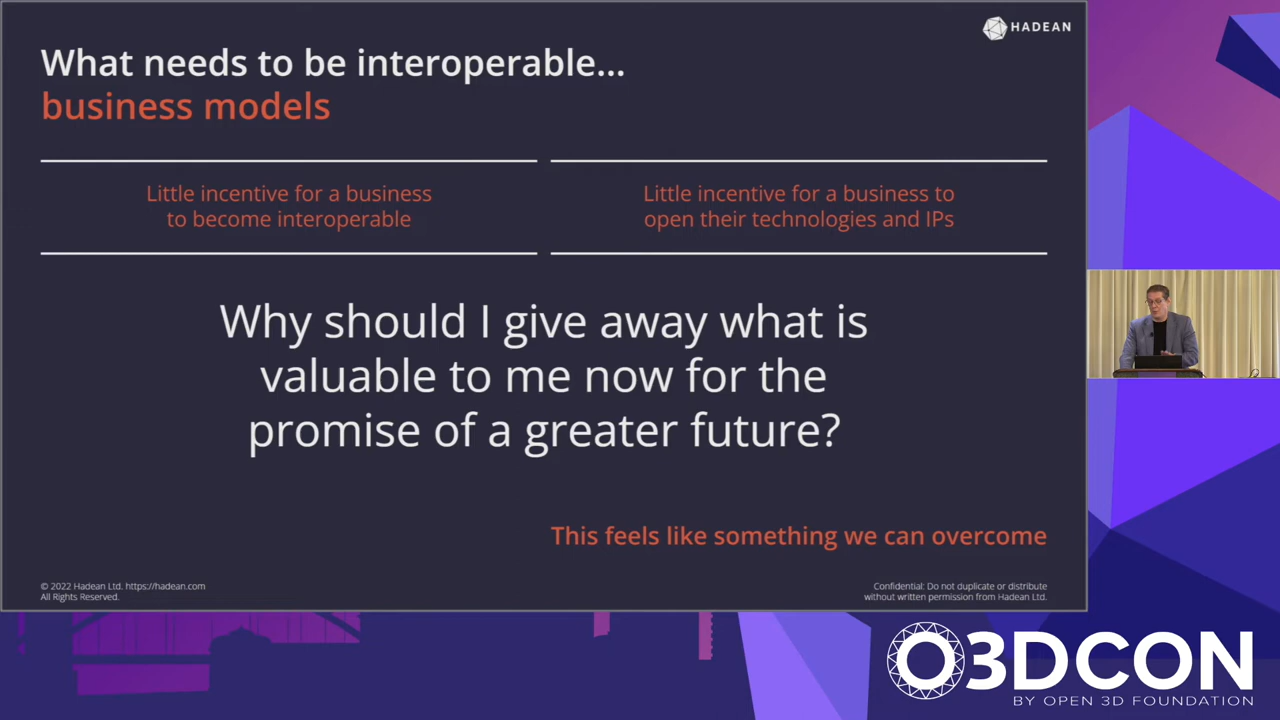 HADEAN
What needs to be interoperable...
business models
Little incentive for a business
to become interoperable
Little incentive for a business to
open their technologies and IPs
Why should I give away what is
valuable to me now for the
promise of a greater future?
This feels like something we can overcome
© 2022 Hadean Ltd. https://hadean.com
All Rights Reserved.
Confidential: Do not duplicate or distribute
without written permission from Hadean Ltd.
O3DCON
BY OPEN 3D FOUNDATION